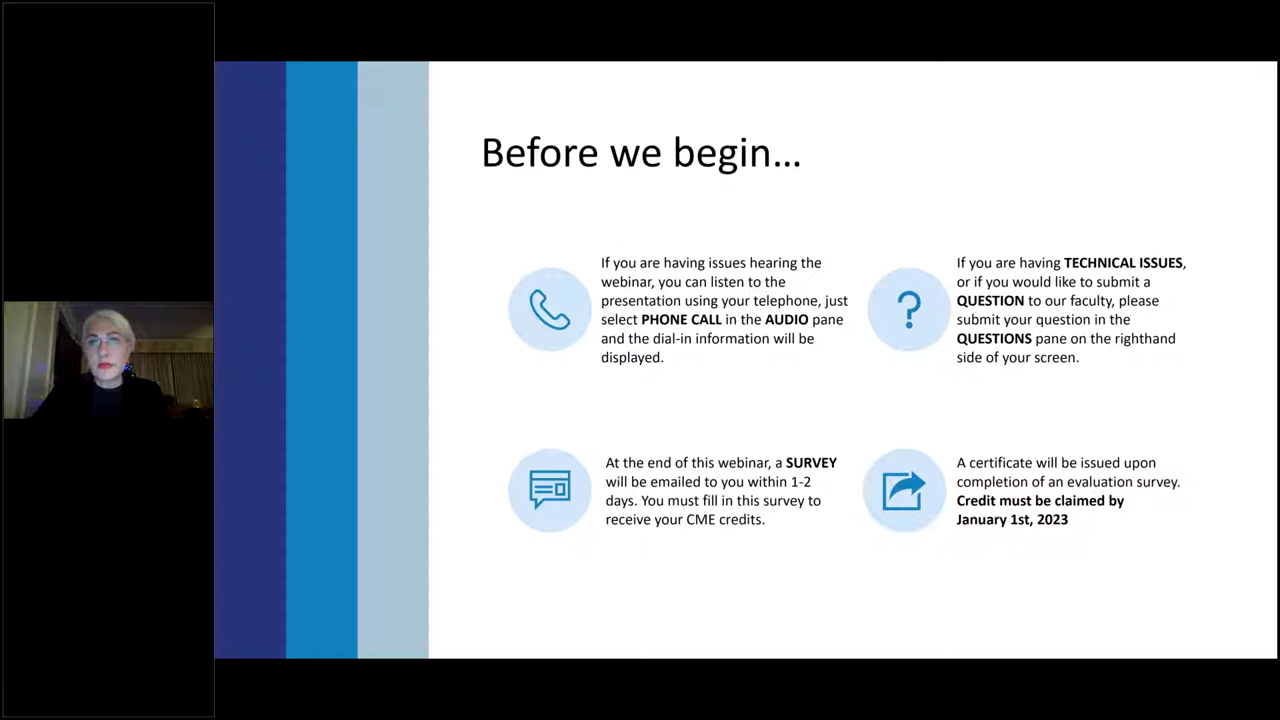 Before we begin...
If you are having issues hearing the
webinar, you can listen to the
presentation using your telephone, just
select PHONE CALL in the AUDIO pane
and the dial-in information will be
displayed.
If you are having TECHNICAL ISSUES,
or if you would like to submit a
QUESTION to our faculty, please
submit your question in the
QUESTIONS pane on the righthand
side of your screen.
At the end of this webinar, a SURVEY
will be emailed to you within 1-2
days. You must fill in this survey to
receive your CME credits.
A certificate will be issued upon
completion of an evaluation survey.
Credit must be claimed by
January 1st, 2023